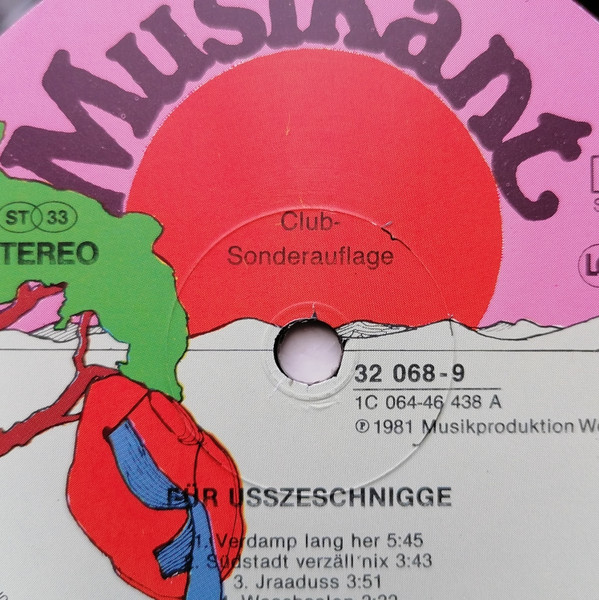 Musikant
ST 33
TEREO
Club-
Sonderauflage
32 068-9
1C 064-46 438 A
℗ 1981 Musikproduktion
FÜR USSZESCHNIGGE
1. Verdamp lang her 5:45
2. Südstadt verzäll'nix 3:43
3. Jraaduss 3:51